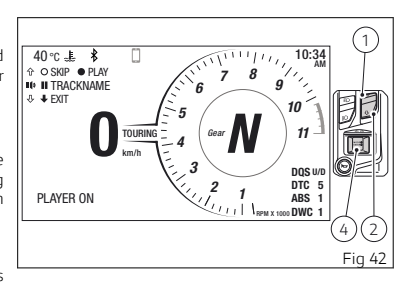 40 °C
10:34
AM
SKIP PLAY
TRACKNAME
EXIT
0
TOURING
km/h
Gear
N
1
2
3
4
5
6
7
8
9
10
11
RPM X 1000
DQS U/D
DTC 5
ABS 1
DWC 1
PLAYER ON
1
4
2
Fig 42